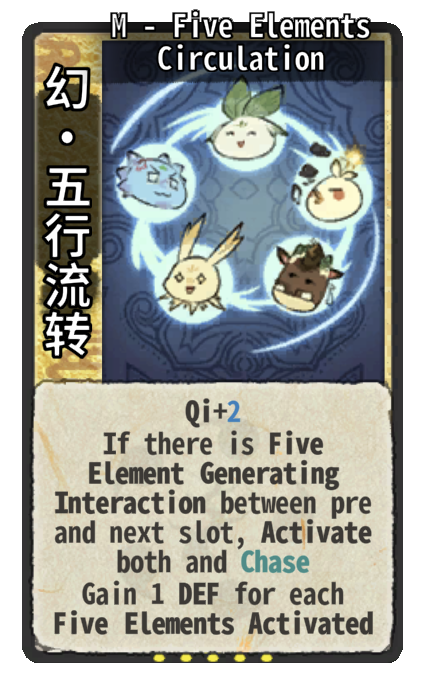 M - Five Elements
Circulation
幻・五行流转
Qi+2
If there is Five
Element Generating
Interaction between pre
and next slot, Activate
both and Chase
Gain 1 DEF for each
Five Elements Activated